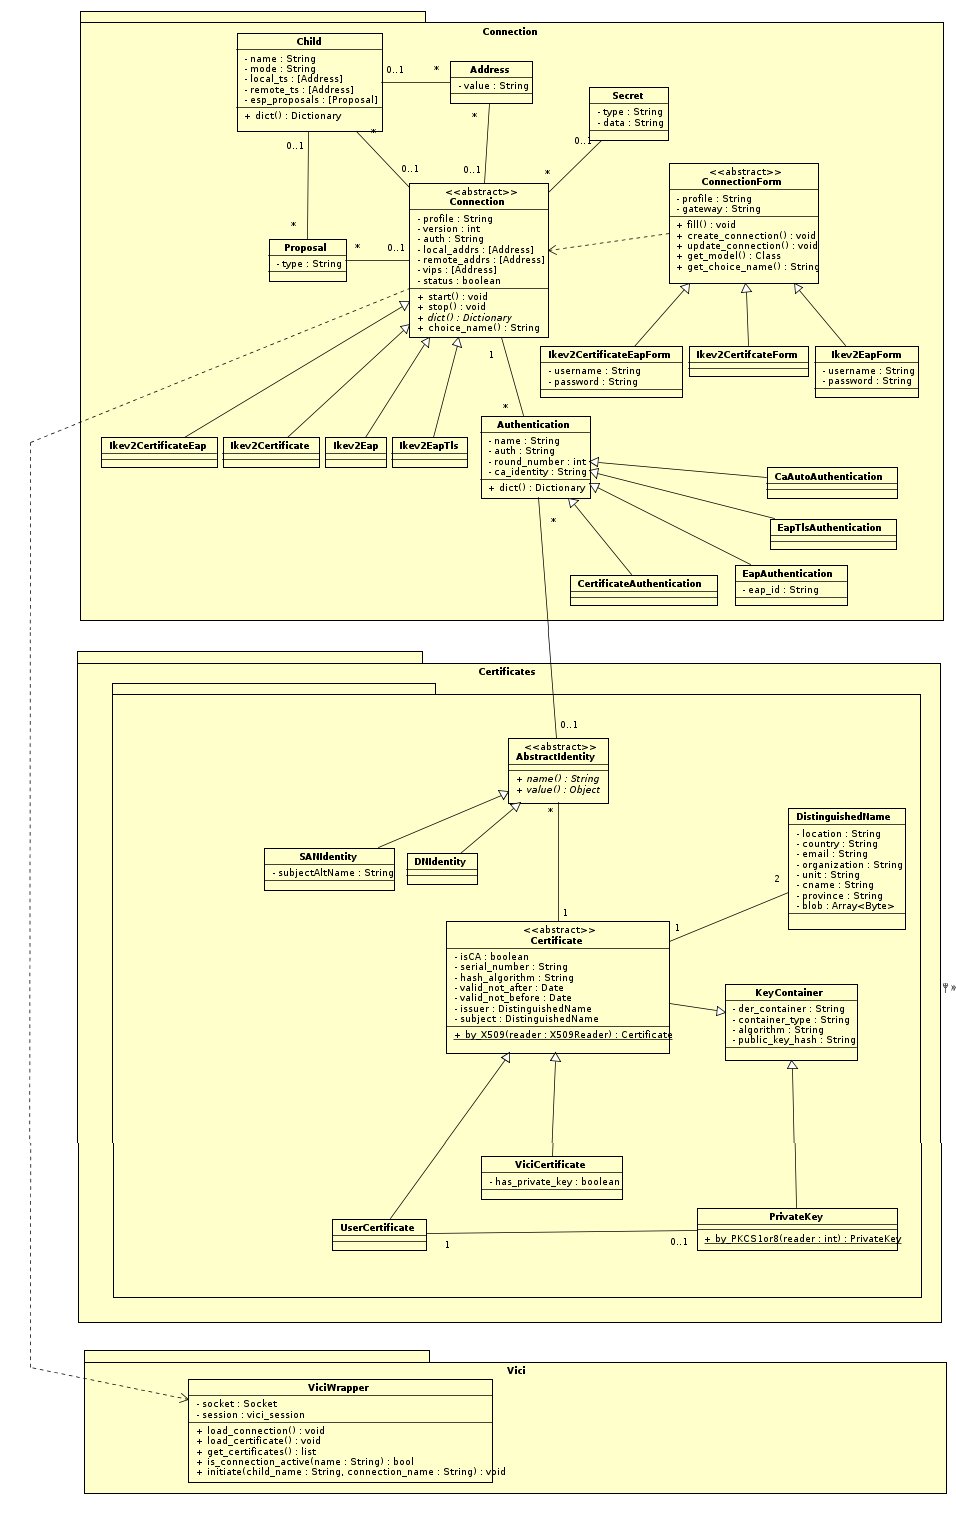 Connection
Child
- name : String
- mode : String
- local_ts : [Address]
- remote_ts : [Address]
- esp_proposals : [Proposal]
+ dict() : Dictionary
0..1
*
Address
- value : String
Secret
- type : String
- data : String
*
0..1
*
0..1
0..1
0..1
*
*
Proposal
- type : String
*
0..1
<<abstract>>
Connection
- profile : String
- version : int
- auth : String
- local_addrs : [Address]
- remote_addrs : [Address]
- vips : [Address]
- status : boolean
+ start() : void
+ stop() : void
+ dict() : Dictionary
+ choice_name() : String
<<abstract>>
ConnectionForm
- profile : String
- gateway : String
+ fill() : void
+ create_connection() : void
+ update_connection() : void
+ get_model() : Class
+ get_choice_name() : String
Ikev2CertificateEapForm
- username : String
- password : String
Ikev2CertifcateForm
Ikev2EapForm
- username : String
- password : String
1
*
Ikev2CertificateEap
Ikev2Certificate
Ikev2Eap
Ikev2EapTls
Authentication
- name : String
- auth : String
- round_number : int
- ca_identity : String
+ dict() : Dictionary
CaAutoAuthentication
*
EapTlsAuthentication
CertificateAuthentication
EapAuthentication
- eap_id : String
Certificates
0..1
<<abstract>>
AbstractIdentity
+ name() : String
+ value() : Object
*
SANIdentity
- subjectAltName : String
DNIdentity
DistinguishedName
- location : String
- country : String
- email : String
- organization : String
- unit : String
- cname : String
- province : String
- blob : Array<Byte>
2
1
1
<<abstract>>
Certificate
- isCA : boolean
- serial_number : String
- hash_algorithm : String
- valid_not_after : Date
- valid_not_before : Date
- issuer : DistinguishedName
- subject : DistinguishedName
+ by_X509(reader : X509Reader) : Certificate
KeyContainer
- der_container : String
- container_type : String
- algorithm : String
- public_key_hash : String
ViciCertificate
- has_private_key : boolean
UserCertificate
1
0..1
PrivateKey
+ by_PKCS1or8(reader : int) : PrivateKey
Vici
ViciWrapper
- socket : Socket
- session : vici_session
+ load_connection() : void
+ load_certificate() : void
+ get_certificates() : list
+ is_connection_active(name : String) : bool
+ initiate(child_name : String, connection_name : String) : void